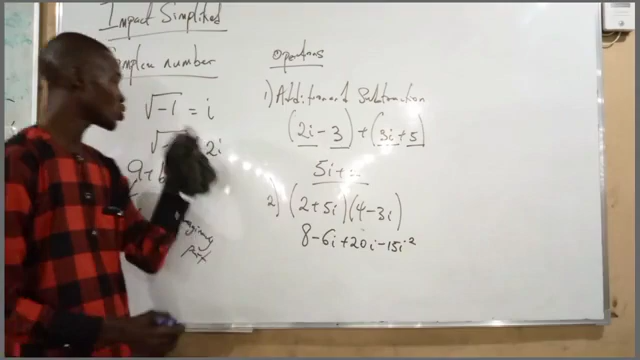 Impact Simplified
Complex number
√-1 = i
2i
a+b
imaginary
part
Operations
1) Addition and Subtraction
(2i - 3) + (3i + 5)
5i +
2) (2 + 5i)(4 - 3i)
8 - 6i + 20i - 15i²